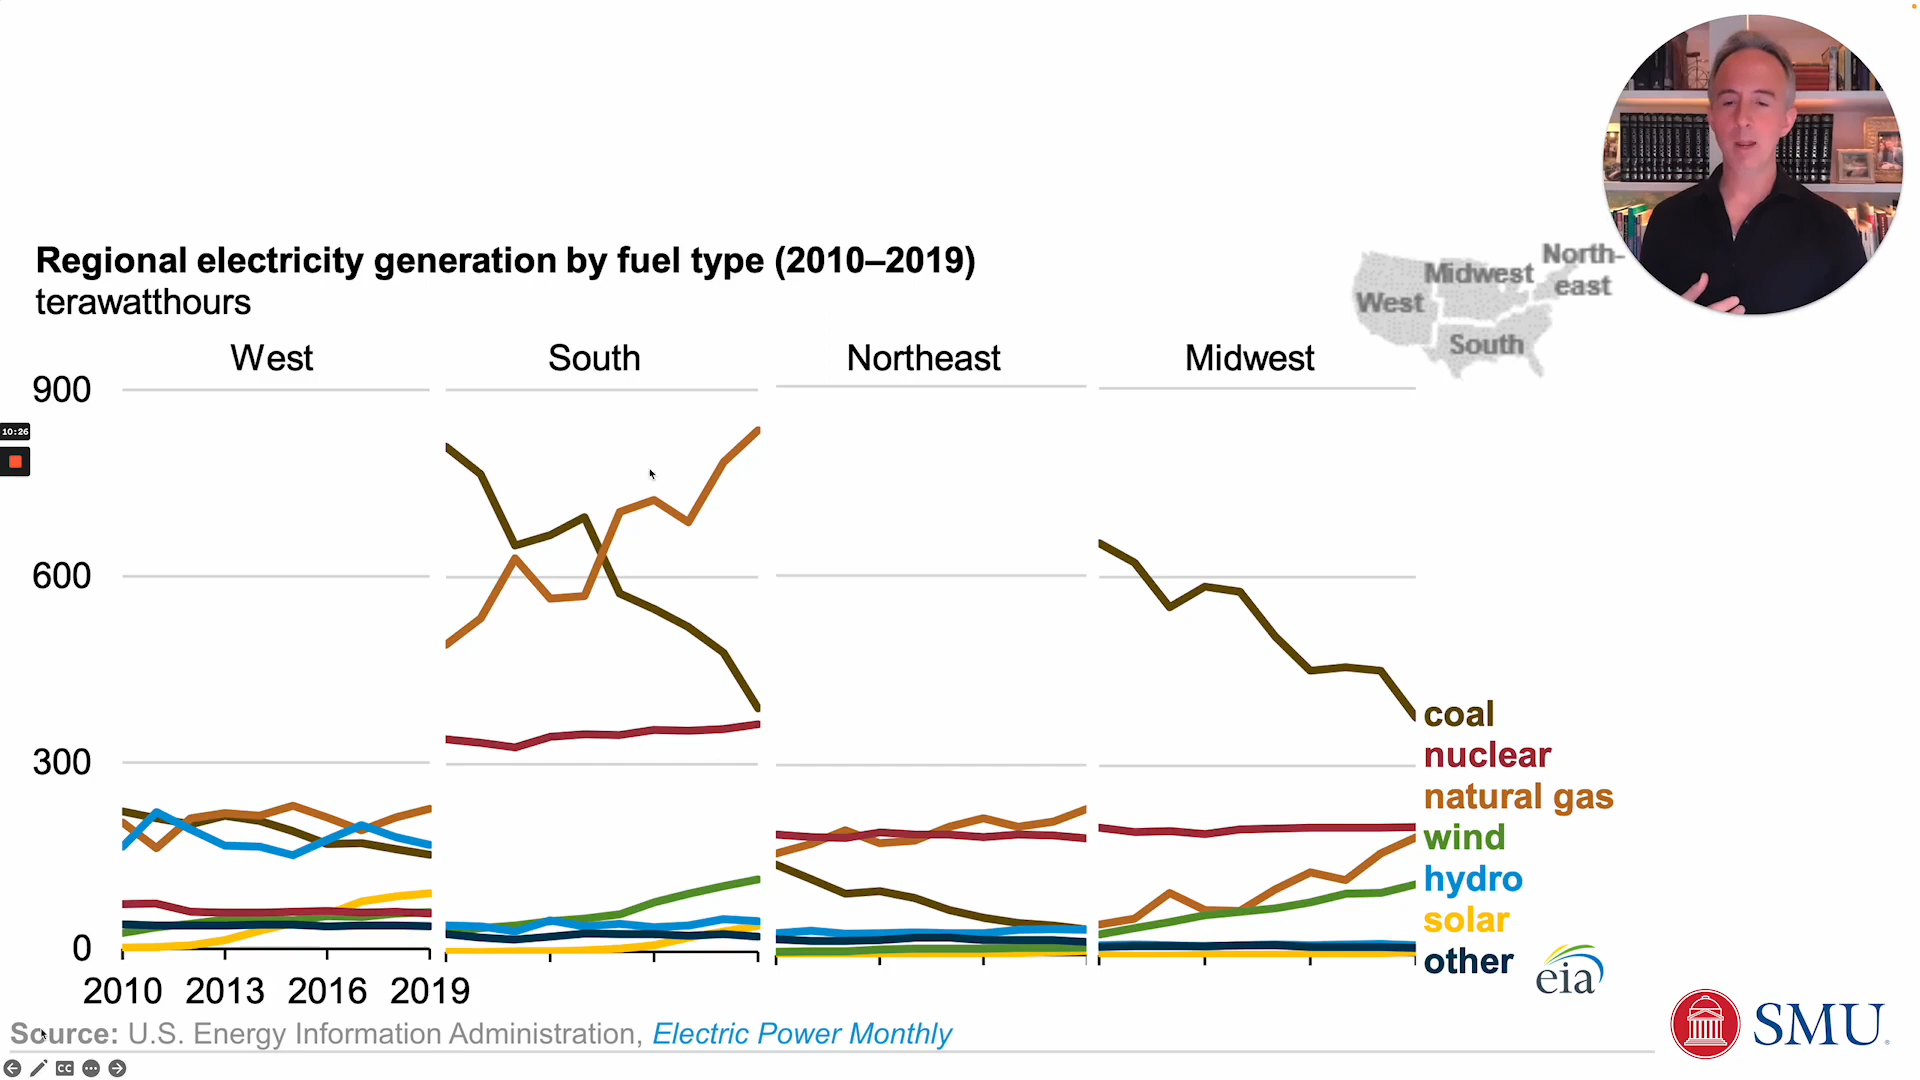 Regional electricity generation by fuel type (2010–2019)
terawatthours
North-
east
Midwest
West
South
West South Northeast Midwest
900
10:26
600
300
0
coal
nuclear
natural gas
wind
hydro
solar
other
eia
2010 2013 2016 2019
Source: U.S. Energy Information Administration, Electric Power Monthly
SMU.
CC